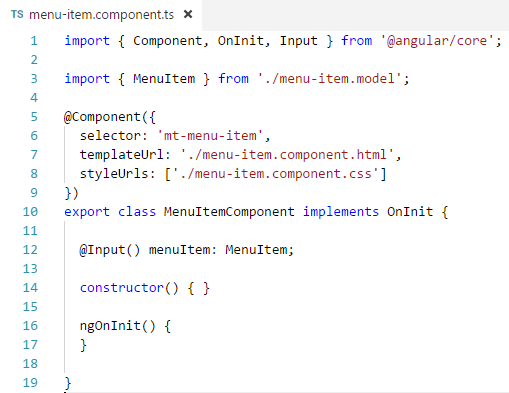 TS menu-item.component.ts ×
1 import { Component, OnInit, Input } from '@angular/core';
2
3 import { MenuItem } from './menu-item.model';
4
5 @Component({
6   selector: 'mt-menu-item',
7   templateUrl: './menu-item.component.html',
8   styleUrls: ['./menu-item.component.css']
9 })
10 export class MenuItemComponent implements OnInit {
11
12   @Input() menuItem: MenuItem;
13
14   constructor() { }
15
16   ngOnInit() {
17   }
18
19 }